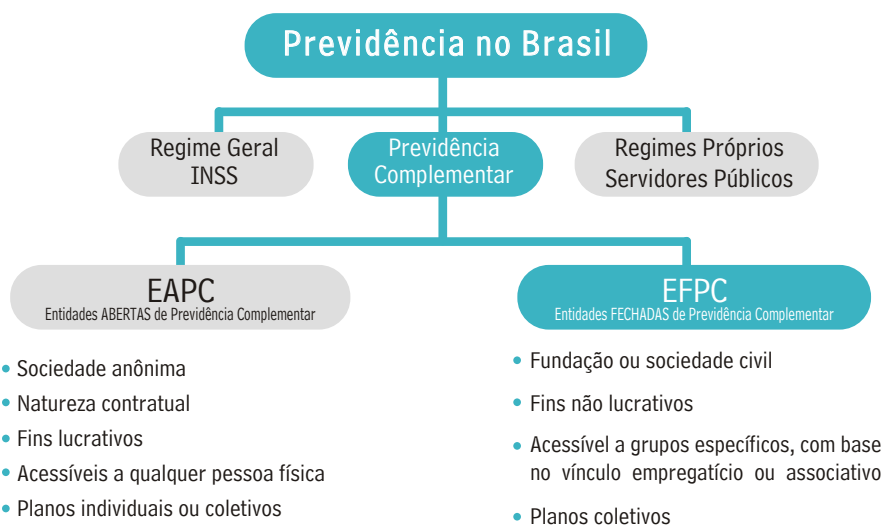 Previdência no Brasil
Regime Geral
INSS
Previdência
Complementar
Regimes Próprios
Servidores Públicos
EAPC
Entidades ABERTAS de Previdência Complementar
• Sociedade anônima
• Natureza contratual
• Fins lucrativos
• Acessíveis a qualquer pessoa física
• Planos individuais ou coletivos
EFPC
Entidades FECHADAS de Previdência Complementar
• Fundação ou sociedade civil
• Fins não lucrativos
• Acessível a grupos específicos, com base
no vínculo empregatício ou associativo
• Planos coletivos